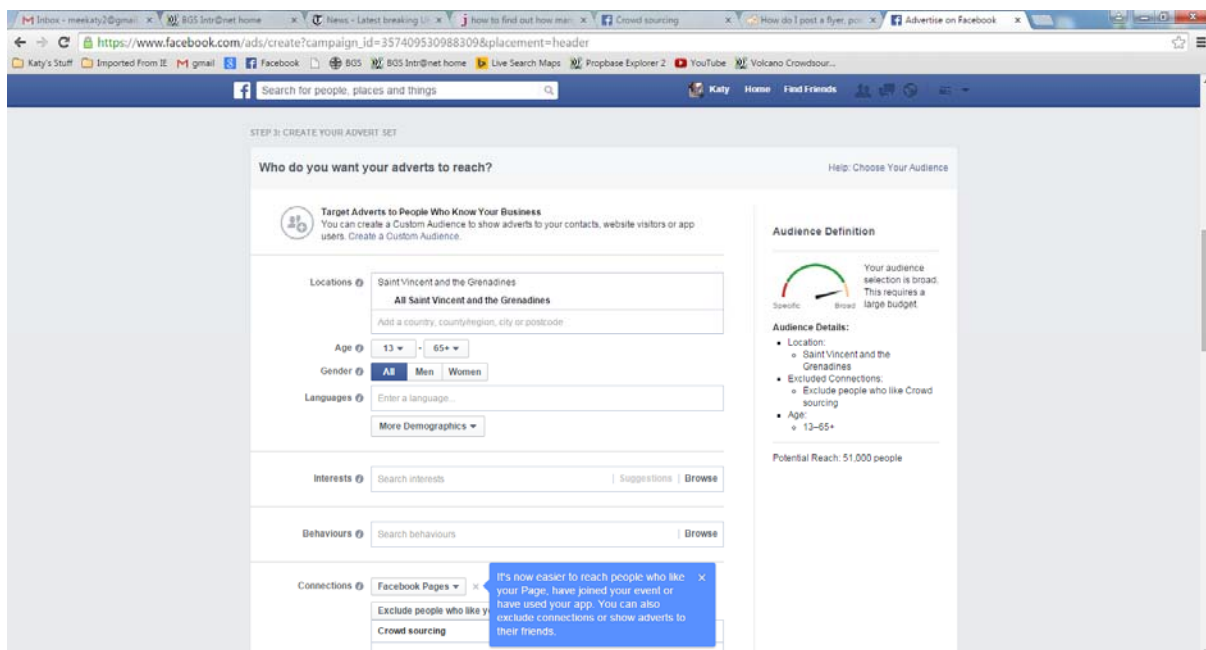 Inbox - meekaty2@gmail
BGS Intr@net home
News - Latest breaking U
how to find out how man
Crowd sourcing
How do I post a flyer, po
Advertise on Facebook
https://www.facebook.com/ads/create?campaign_id=357409530988309&placement=header
Katy's Stuff
Imported From IE
gmail
Facebook
BGS
BGS Intr@net home
Live Search Maps
Propbase Explorer 2
YouTube
Volcano Crowdsour...
Search for people, places and things
Katy
Home
Find Friends
STEP 3: CREATE YOUR ADVERT SET
Who do you want your adverts to reach?
Help: Choose Your Audience
Target Adverts to People Who Know Your Business
You can create a Custom Audience to show adverts to your contacts, website visitors or app
users. Create a Custom Audience.
Locations
Saint Vincent and the Grenadines
All Saint Vincent and the Grenadines
Add a country, county/region, city or postcode
Age
13 - 65+
Gender
All Men Women
Languages
Enter a language...
More Demographics
Interests
Search interests
Suggestions | Browse
Behaviours
Search behaviours
Browse
Connections
Facebook Pages
Exclude people who like y
Crowd sourcing
It's now easier to reach people who like
your Page, have joined your event or
have used your app. You can also
exclude connections or show adverts to
their friends.
Audience Definition
Specific
Broad
Your audience
selection is broad.
This requires a
large budget.
Audience Details:
Location:
Saint Vincent and the
Grenadines
Excluded Connections:
Exclude people who like Crowd
sourcing
Age:
13–65+
Potential Reach: 51,000 people